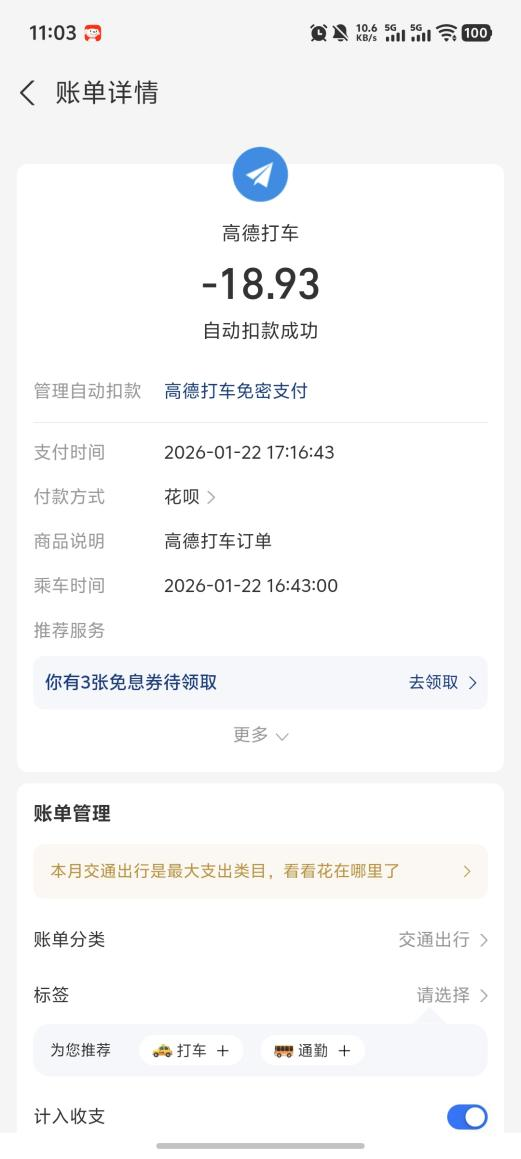 11:03
10.6 KB/s 5G 5G 100
账单详情
高德打车
-18.93
自动扣款成功
管理自动扣款 高德打车免密支付
支付时间 2026-01-22 17:16:43
付款方式 花呗
商品说明 高德打车订单
乘车时间 2026-01-22 16:43:00
推荐服务
你有3张免息券待领取 去领取
更多
账单管理
本月交通出行是最大支出类目，看看花在哪里了
账单分类 交通出行
标签 请选择
为您推荐 打车 + 通勤 +
计入收支